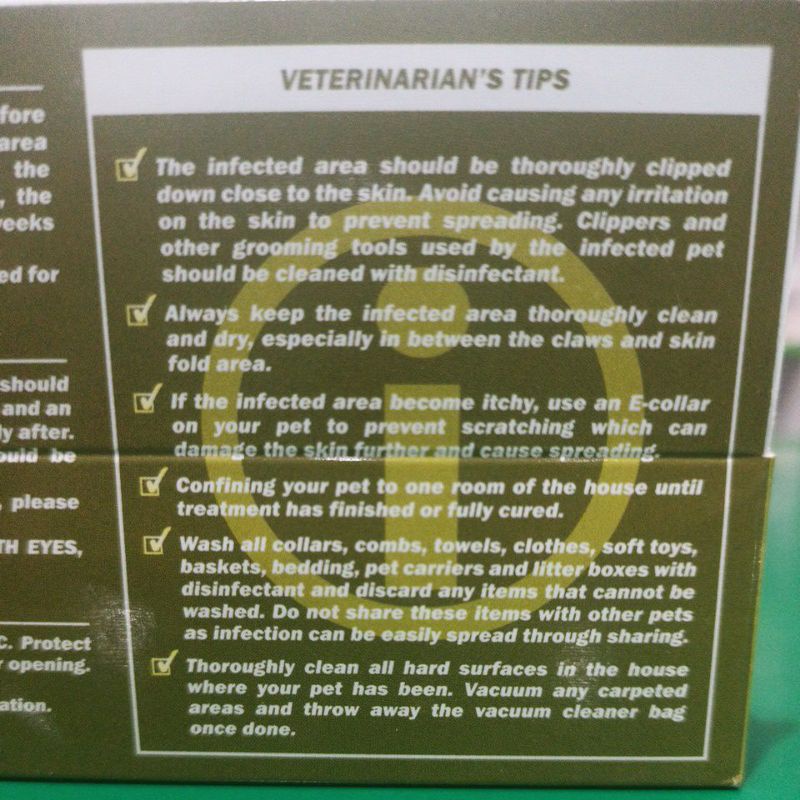 fore
area
the
, the
weeks
ed for
should
and an
ly after.
ould be
, please
TH EYES,
C. Protect
r opening.
ation.
VETERINARIAN'S TIPS
The infected area should be thoroughly clipped
down close to the skin. Avoid causing any irritation
on the skin to prevent spreading. Clippers and
other grooming tools used by the infected pet
should be cleaned with disinfectant.
Always keep the infected area thoroughly clean
and dry, especially in between the claws and skin
fold area.
If the infected area become itchy, use an E-collar
on your pet to prevent scratching which can
damage the skin further and cause spreading.
Confining your pet to one room of the house until
treatment has finished or fully cured.
Wash all collars, combs, towels, clothes, soft toys,
baskets, bedding, pet carriers and litter boxes with
disinfectant and discard any items that cannot be
washed. Do not share these items with other pets
as infection can be easily spread through sharing.
Thoroughly clean all hard surfaces in the house
where your pet has been. Vacuum any carpeted
areas and throw away the vacuum cleaner bag
once done.